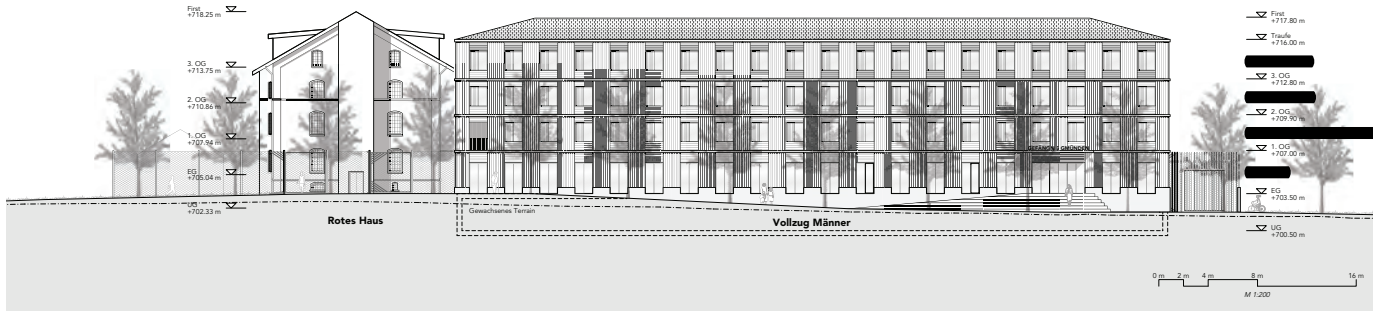 First
+718.25 m
3. OG
+713.75 m
2. OG
+710.86 m
1. OG
+707.94 m
EG
+705.04 m
UG
+702.33 m
Rotes Haus
Gewachsenes Terrain
Vollzug Männer
GEFÄNGNIS GMÜNDEN
First
+717.80 m
Traufe
+716.00 m
3. OG
+712.80 m
2. OG
+709.90 m
1. OG
+707.00 m
EG
+703.50 m
UG
+700.50 m
0 m 2 m 4 m 8 m 16 m
M 1:200